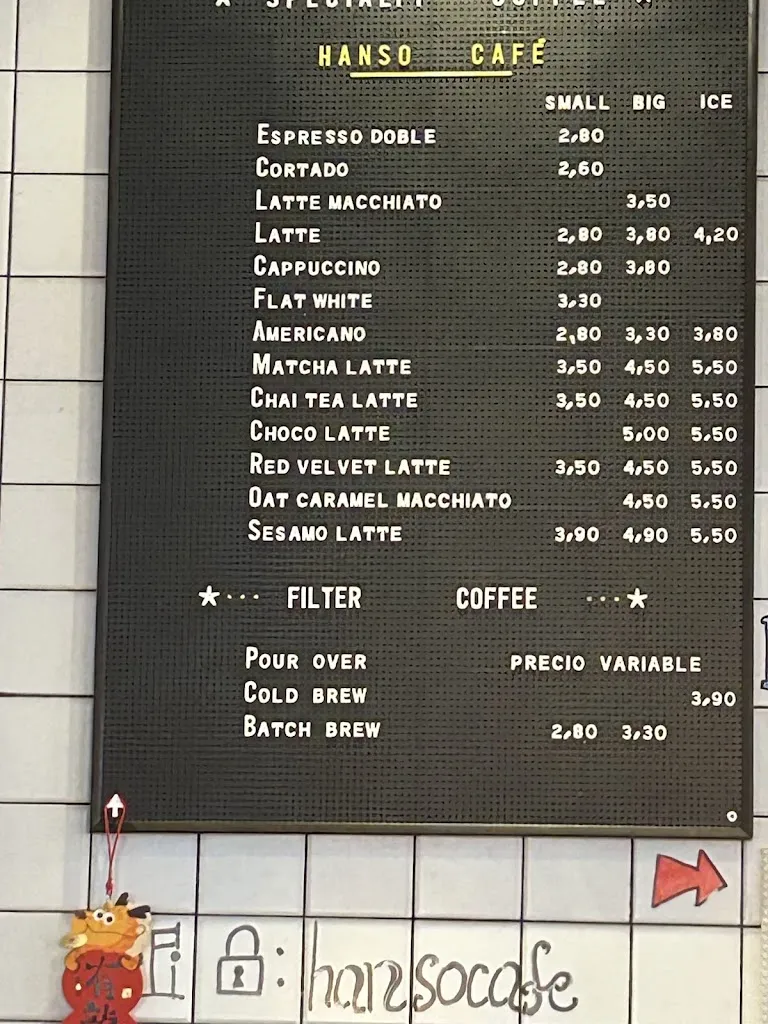 ★ SPECIALITY COFFEE ★
HANSO CAFÉ
SMALL BIG ICE
ESPRESSO DOBLE 2,80
CORTADO 2,60
LATTE MACCHIATO 3,50
LATTE 2,80 3,80 4,20
CAPPUCCINO 2,80 3,80
FLAT WHITE 3,30
AMERICANO 2,80 3,30 3,80
MATCHA LATTE 3,50 4,50 5,50
CHAI TEA LATTE 3,50 4,50 5,50
CHOCO LATTE 5,00 5,50
RED VELVET LATTE 3,50 4,50 5,50
OAT CARAMEL MACCHIATO 4,50 5,50
SESAMO LATTE 3,90 4,90 5,50
★··· FILTER COFFEE ···★
POUR OVER PRECIO VARIABLE
COLD BREW 3,90
BATCH BREW 2,80 3,30
: hansocafe